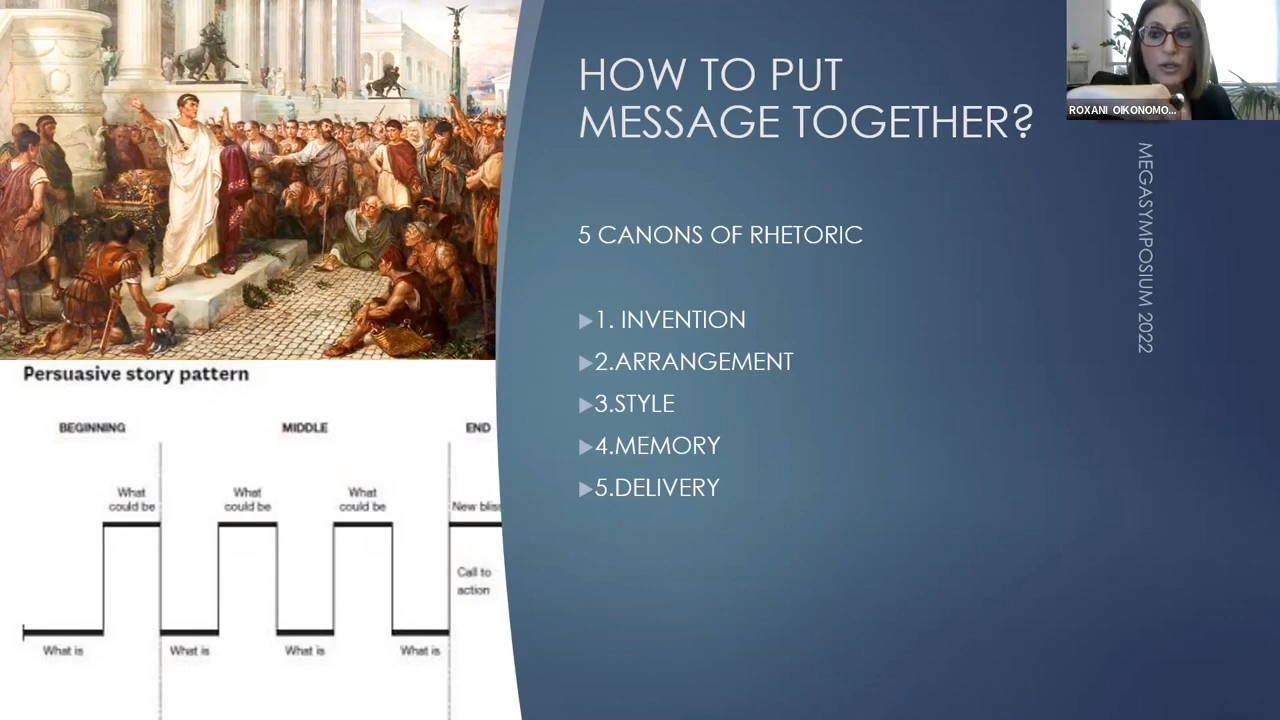 HOW TO PUT
MESSAGE TOGETHER?
ROXANI OIKONOMO...
MEGASYMPOSIUM 2022
5 CANONS OF RHETORIC
1. INVENTION
2.ARRANGEMENT
3.STYLE
4.MEMORY
5.DELIVERY
Persuasive story pattern
BEGINNING
MIDDLE
END
What
could be
What
could be
What
could be
New bliss
Call to
action
What is
What is
What is
What is